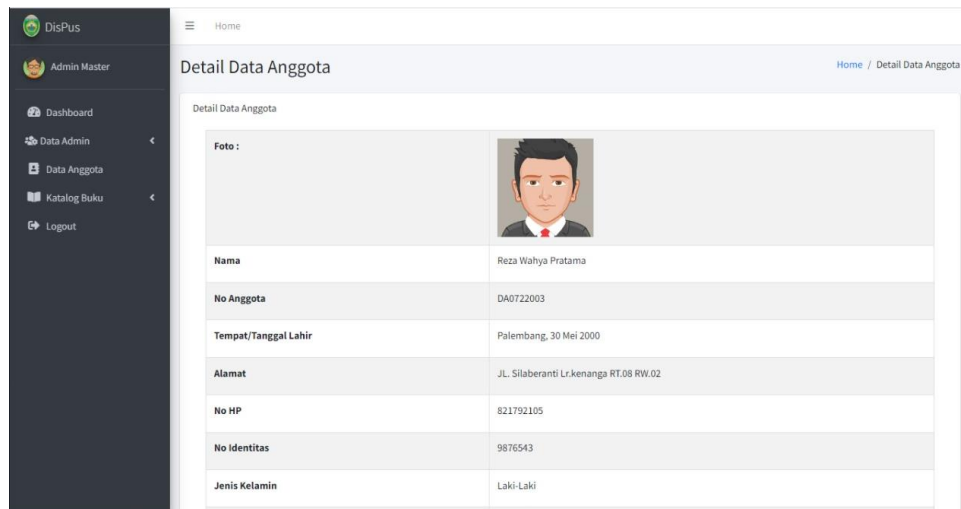 DisPus
Home
Admin Master
Detail Data Anggota
Home / Detail Data Anggota
Dashboard
Data Admin
Data Anggota
Katalog Buku
Logout
Detail Data Anggota
Foto :
Nama Reza Wahya Pratama
No Anggota DA0722003
Tempat/Tanggal Lahir Palembang, 30 Mei 2000
Alamat JL. Silaberanti Lr.kenanga RT.08 RW.02
No HP 821792105
No Identitas 9876543
Jenis Kelamin Laki-Laki